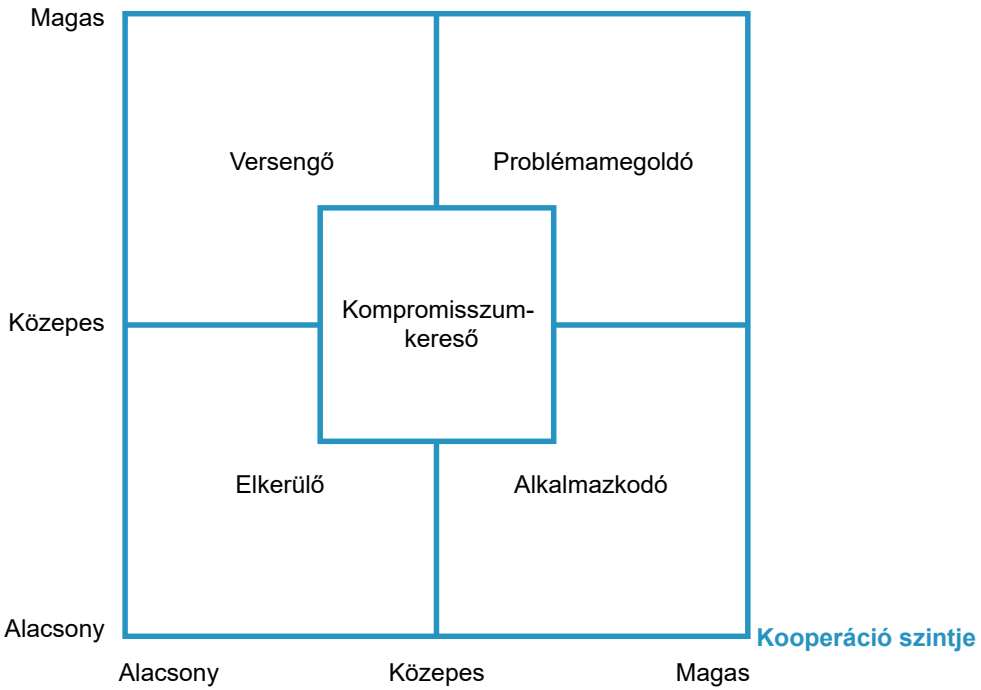 Magas
Versengő
Problémamegoldó
Közepes
Kompromisszum-
kereső
Elkerülő
Alkalmazkodó
Alacsony
Kooperáció szintje
Alacsony
Közepes
Magas